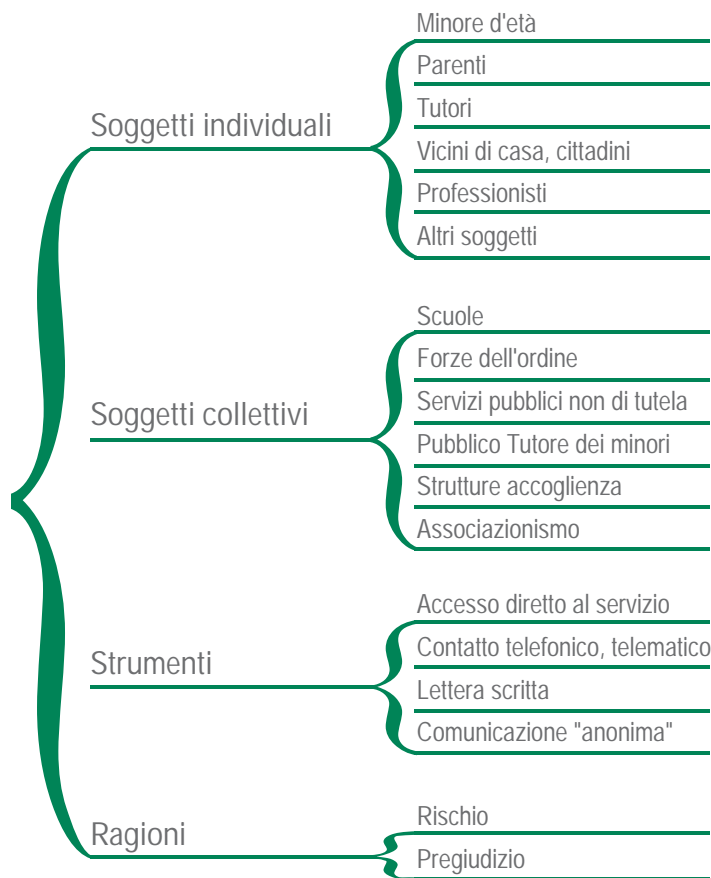 Soggetti individuali
Minore d'età
Parenti
Tutori
Vicini di casa, cittadini
Professionisti
Altri soggetti
Soggetti collettivi
Scuole
Forze dell'ordine
Servizi pubblici non di tutela
Pubblico Tutore dei minori
Strutture accoglienza
Associazionismo
Strumenti
Accesso diretto al servizio
Contatto telefonico, telematico
Lettera scritta
Comunicazione "anonima"
Ragioni
Rischio
Pregiudizio